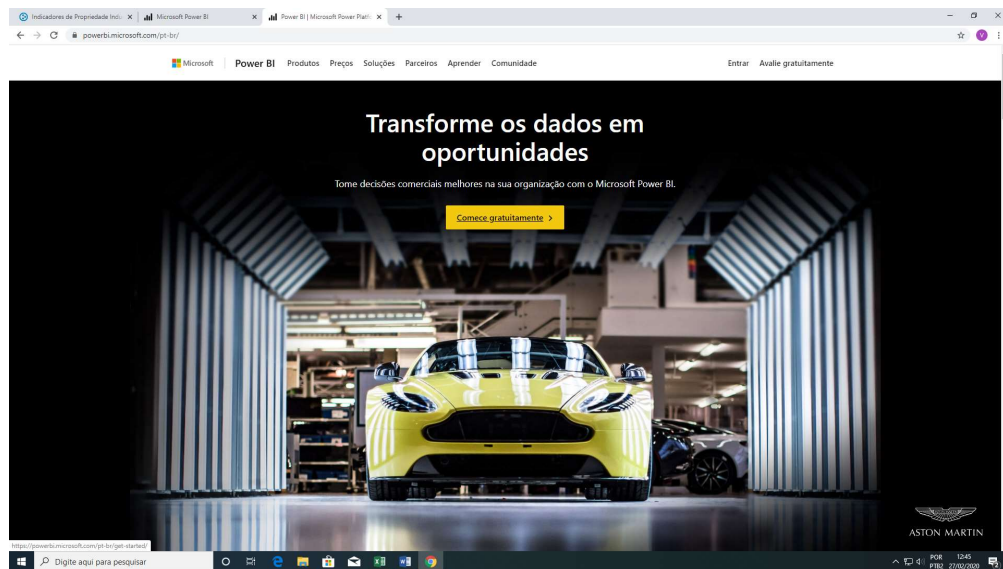 Indicadores de Propriedade Indu
Microsoft Power BI
Power BI | Microsoft Power Platfo
powerbi.microsoft.com/pt-br/
V
Microsoft
Power BI
Produtos Preços Soluções Parceiros Aprender Comunidade
Entrar Avalie gratuitamente
Transforme os dados em
oportunidades
Tome decisões comerciais melhores na sua organização com o Microsoft Power BI.
Comece gratuitamente >
ASTON MARTIN
https://powerbi.microsoft.com/pt-br/get-started/
Digite aqui para pesquisar
POR 12:45
PTB2 27/02/2020